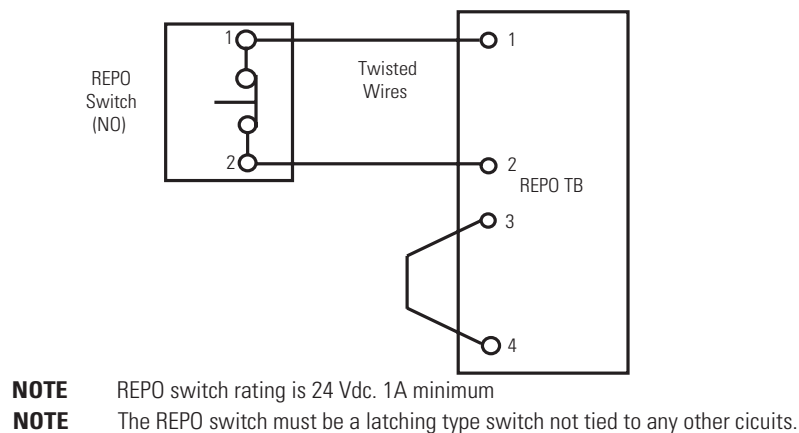 1
1
REPO
Switch
(NO)
Twisted
Wires
2
2
REPO TB
3
4
NOTE REPO switch rating is 24 Vdc. 1A minimum
NOTE The REPO switch must be a latching type switch not tied to any other cicuits.